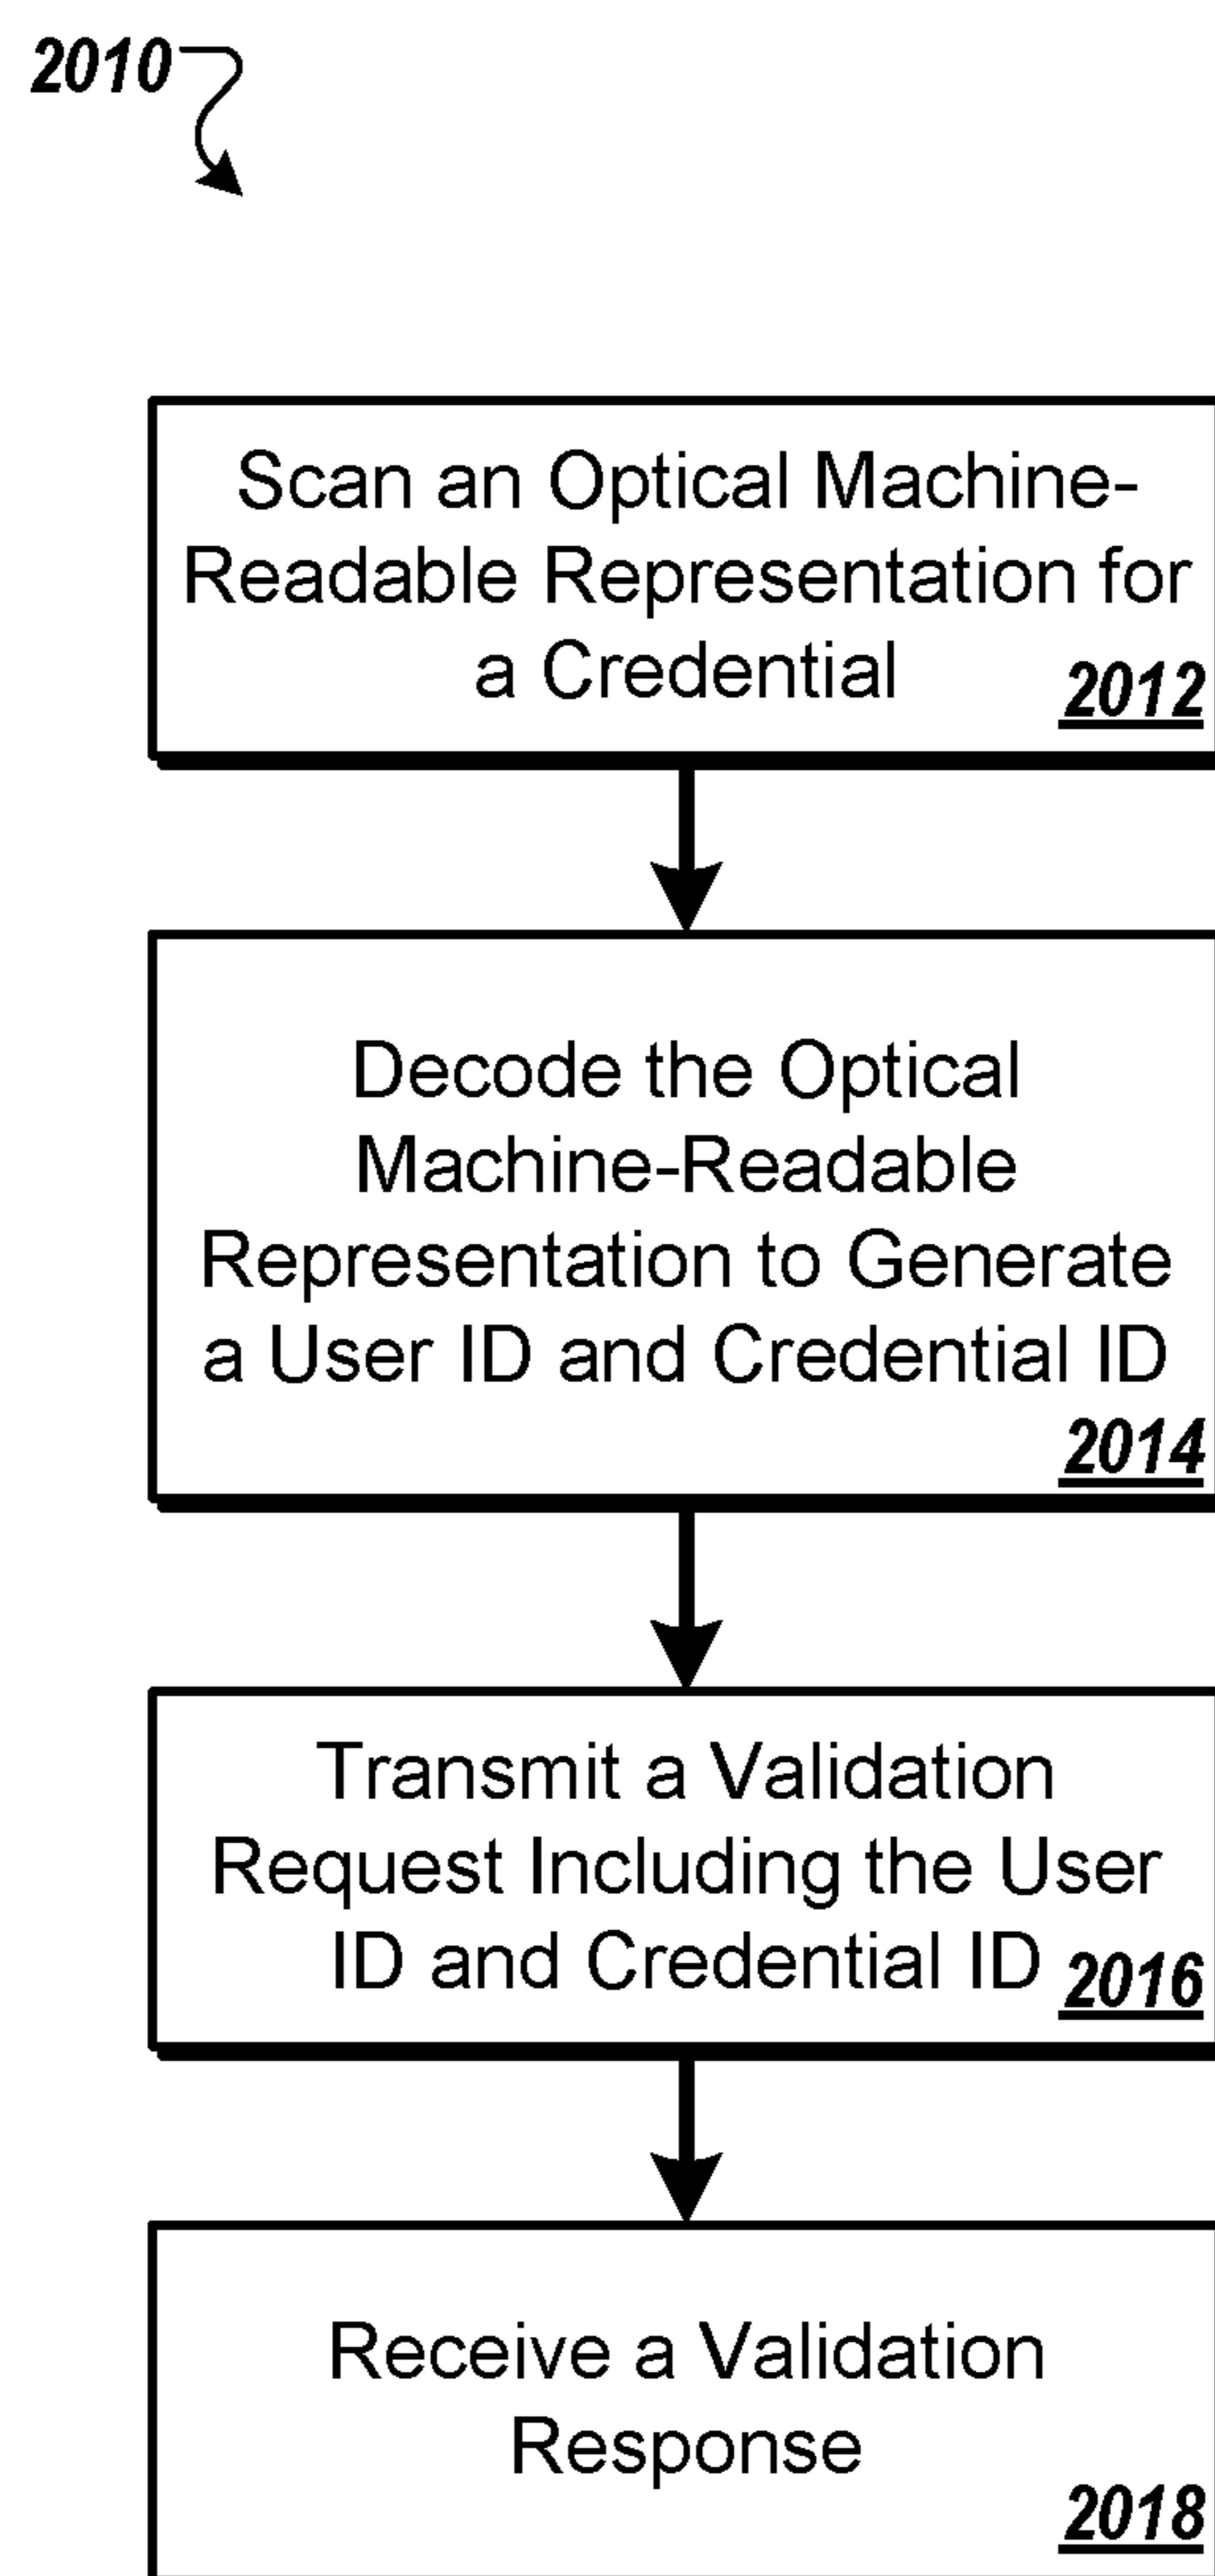 2010
Scan an Optical Machine-
Readable Representation for
a Credential
2012
Decode the Optical
Machine-Readable
Representation to Generate
a User ID and Credential ID
2014
Transmit a Validation
Request Including the User
ID and Credential ID
2016
Receive a Validation
Response
2018